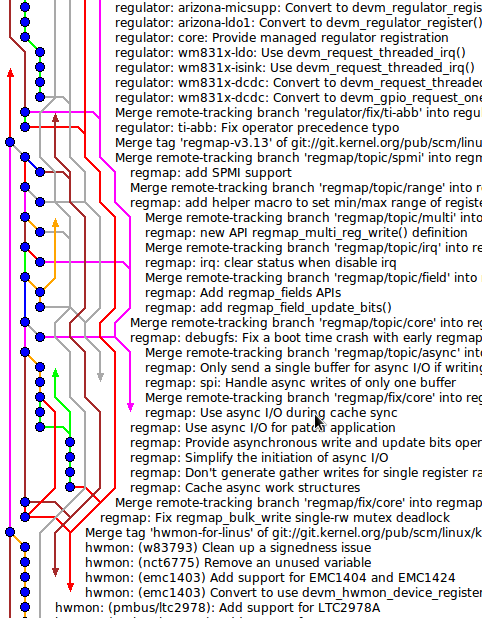 regulator: arizona-micsupp: Convert to devm_regulator_regis
regulator: arizona-ldo1: Convert to devm_regulator_register()
regulator: core: Provide managed regulator registration
regulator: wm831x-ldo: Use devm_request_threaded_irq()
regulator: wm831x-isink: Use devm_request_threaded_irq()
regulator: wm831x-dcdc: Convert to devm_request_threade
regulator: wm831x-dcdc: Convert to devm_gpio_request_one
Merge remote-tracking branch 'regulator/fix/ti-abb' into regu
regulator: ti-abb: Fix operator precedence typo
Merge tag 'regmap-v3.13' of git://git.kernel.org/pub/scm/linu
Merge remote-tracking branch 'regmap/topic/spmi' into regm
regmap: add SPMI support
Merge remote-tracking branch 'regmap/topic/range' into re
regmap: add helper macro to set min/max range of registe
Merge remote-tracking branch 'regmap/topic/multi' into
regmap: new API regmap_multi_reg_write() definition
Merge remote-tracking branch 'regmap/topic/irq' into re
regmap: irq: clear status when disable irq
Merge remote-tracking branch 'regmap/topic/field' into
regmap: Add regmap_fields APIs
regmap: add regmap_field_update_bits()
Merge remote-tracking branch 'regmap/topic/core' into reg
regmap: debugfs: Fix a boot time crash with early regmap
Merge remote-tracking branch 'regmap/topic/async' int
regmap: Only send a single buffer for async I/O if writing
regmap: spi: Handle async writes of only one buffer
Merge remote-tracking branch 'regmap/fix/core' into reg
regmap: Use async I/O during cache sync
regmap: Use async I/O for patch application
regmap: Provide asynchronous write and update bits oper
regmap: Simplify the initiation of async I/O
regmap: Don't generate gather writes for single register ra
regmap: Cache async work structures
Merge remote-tracking branch 'regmap/fix/core' into regmap
regmap: Fix regmap_bulk_write single-rw mutex deadlock
Merge tag 'hwmon-for-linus' of git://git.kernel.org/pub/scm/linux/k
hwmon: (w83793) Clean up a signedness issue
hwmon: (nct6775) Remove an unused variable
hwmon: (emc1403) Add support for EMC1404 and EMC1424
hwmon: (emc1403) Convert to use devm_hwmon_device_register
hwmon: (pmbus/ltc2978): Add support for LTC2978A